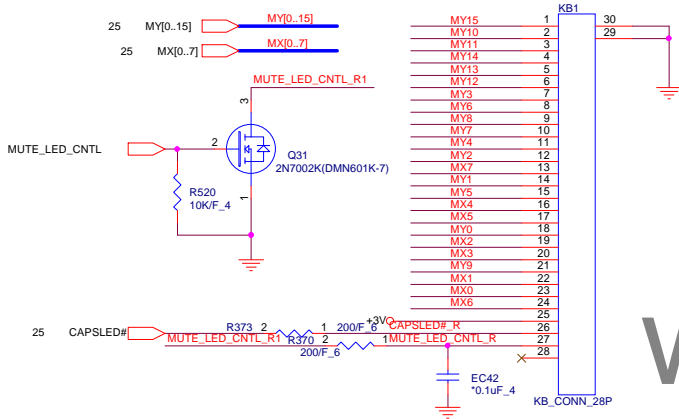 25 MY[0..15] MY[0..15]
25 MX[0..7] MX[0..7]
MUTE_LED_CNTL_R1
3
MUTE_LED_CNTL
2
Q31
2N7002K(DMN601K-7)
1
R520
10K/F_4
KB1
MY15 1 30
MY10 2 29
MY11 3
MY14 4
MY13 5
MY12 6
MY3 7
MY6 8
MY8 9
MY7 10
MY4 11
MY2 12
MX7 13
MY1 14
MY5 15
MX4 16
MX5 17
MY0 18
MX2 19
MX3 20
MY9 21
MX1 22
MX0 23
MX6 24
+3V 25
25 CAPSLED# R373 2 1 200/F_6 CAPSLED#_R 26
MUTE_LED_CNTL_R1 R370 2 1 MUTE_LED_CNTL_R 27
200/F_6
28
EC42
*0.1uF_4
KB_CONN_28P
W